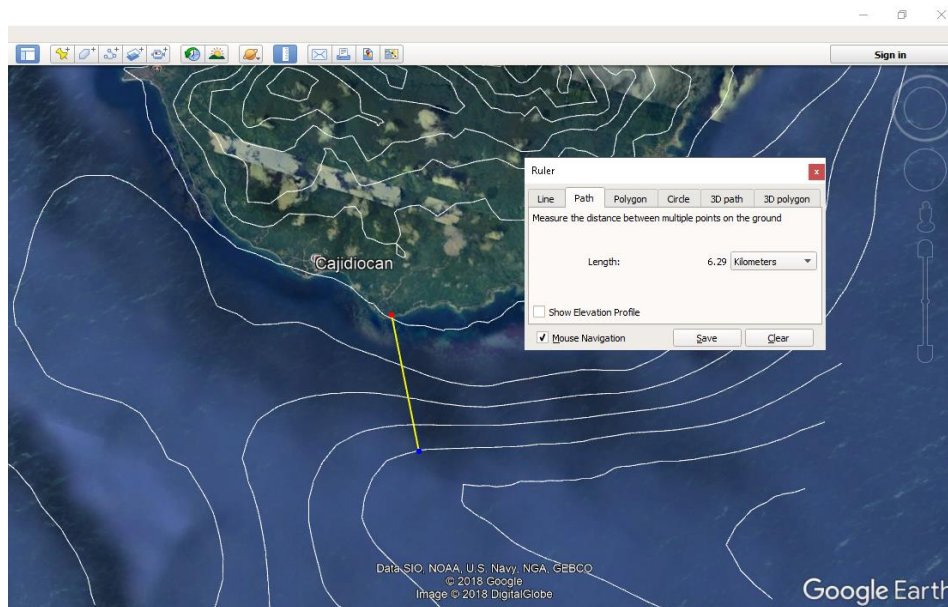 Sign in
Ruler
Line Path Polygon Circle 3D path 3D polygon
Measure the distance between multiple points on the ground
Length: 6.29 Kilometers
Show Elevation Profile
Mouse Navigation Save Clear
Cajidiocan
Data SIO, NOAA, U.S. Navy, NGA, GEBCO
© 2018 Google
Image © 2018 DigitalGlobe
Google Earth